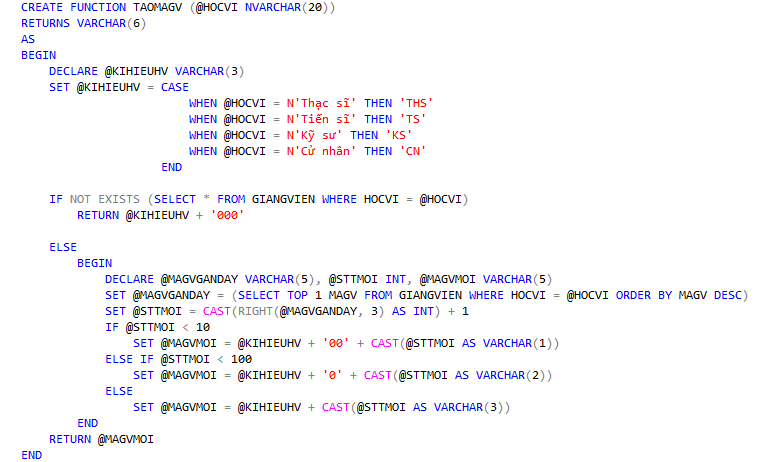 CREATE FUNCTION TAOMAGV (@HOCVI NVARCHAR(20))
RETURNS VARCHAR(6)
AS
BEGIN
    DECLARE @KIHIEUHV VARCHAR(3)
    SET @KIHIEUHV = CASE
                        WHEN @HOCVI = N'Thạc sĩ' THEN 'THS'
                        WHEN @HOCVI = N'Tiến sĩ' THEN 'TS'
                        WHEN @HOCVI = N'Kỹ sư' THEN 'KS'
                        WHEN @HOCVI = N'Cử nhân' THEN 'CN'
                    END
    IF NOT EXISTS (SELECT * FROM GIANGVIEN WHERE HOCVI = @HOCVI)
        RETURN @KIHIEUHV + '000'
    ELSE
        BEGIN
            DECLARE @MAGVGANDAY VARCHAR(5), @STTMOI INT, @MAGVMOI VARCHAR(5)
            SET @MAGVGANDAY = (SELECT TOP 1 MAGV FROM GIANGVIEN WHERE HOCVI = @HOCVI ORDER BY MAGV DESC)
            SET @STTMOI = CAST(RIGHT(@MAGVGANDAY, 3) AS INT) + 1
            IF @STTMOI < 10
                SET @MAGVMOI = @KIHIEUHV + '00' + CAST(@STTMOI AS VARCHAR(1))
            ELSE IF @STTMOI < 100
                SET @MAGVMOI = @KIHIEUHV + '0' + CAST(@STTMOI AS VARCHAR(2))
            ELSE
                SET @MAGVMOI = @KIHIEUHV + CAST(@STTMOI AS VARCHAR(3))
        END
    RETURN @MAGVMOI
END